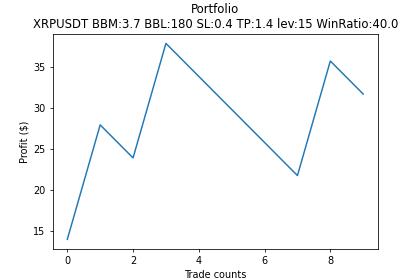 Portfolio
XRPUSDT BBM:3.7 BBL:180 SL:0.4 TP:1.4 lev:15 WinRatio:40.0
35
30
25
20
15
Profit ($)
0 2 4 6 8
Trade counts